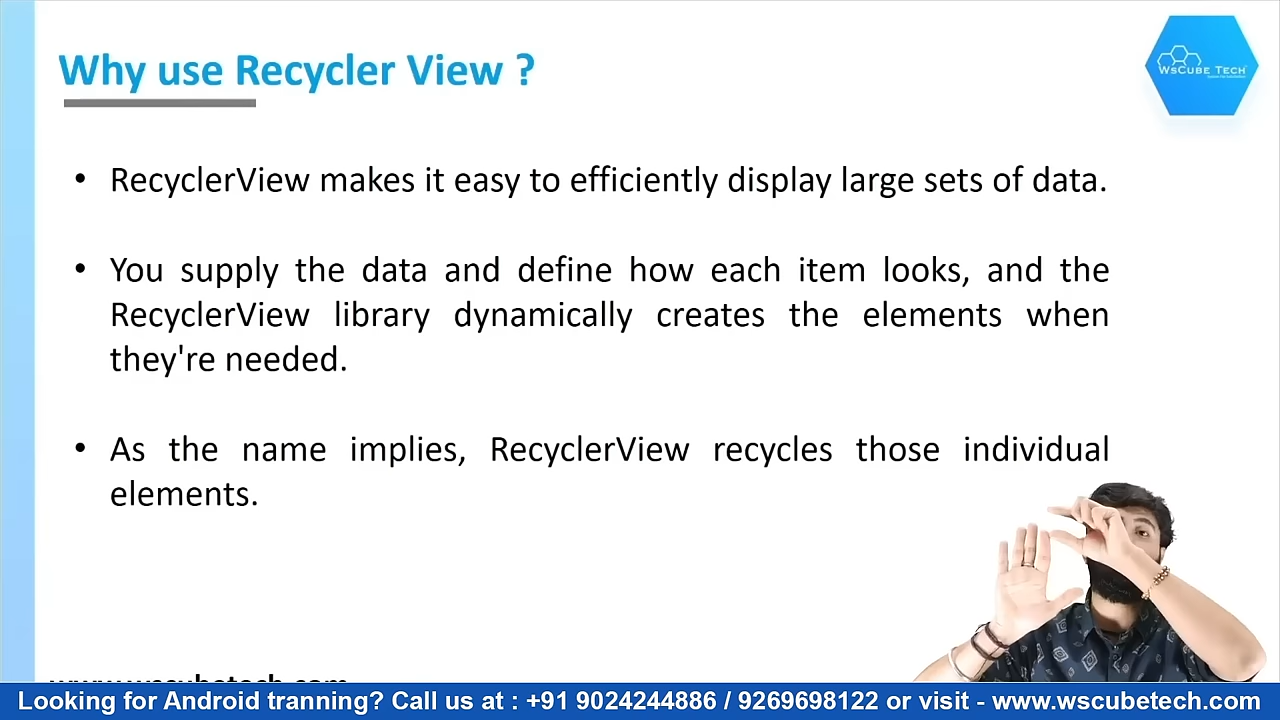 Why use Recycler View ?
WsCube Tech
• RecyclerView makes it easy to efficiently display large sets of data.
• You supply the data and define how each item looks, and the
RecyclerView library dynamically creates the elements when
they're needed.
• As the name implies, RecyclerView recycles those individual
elements.
www.wscubetech.com
Looking for Android tranning? Call us at : +91 9024244886 / 9269698122 or visit - www.wscubetech.com